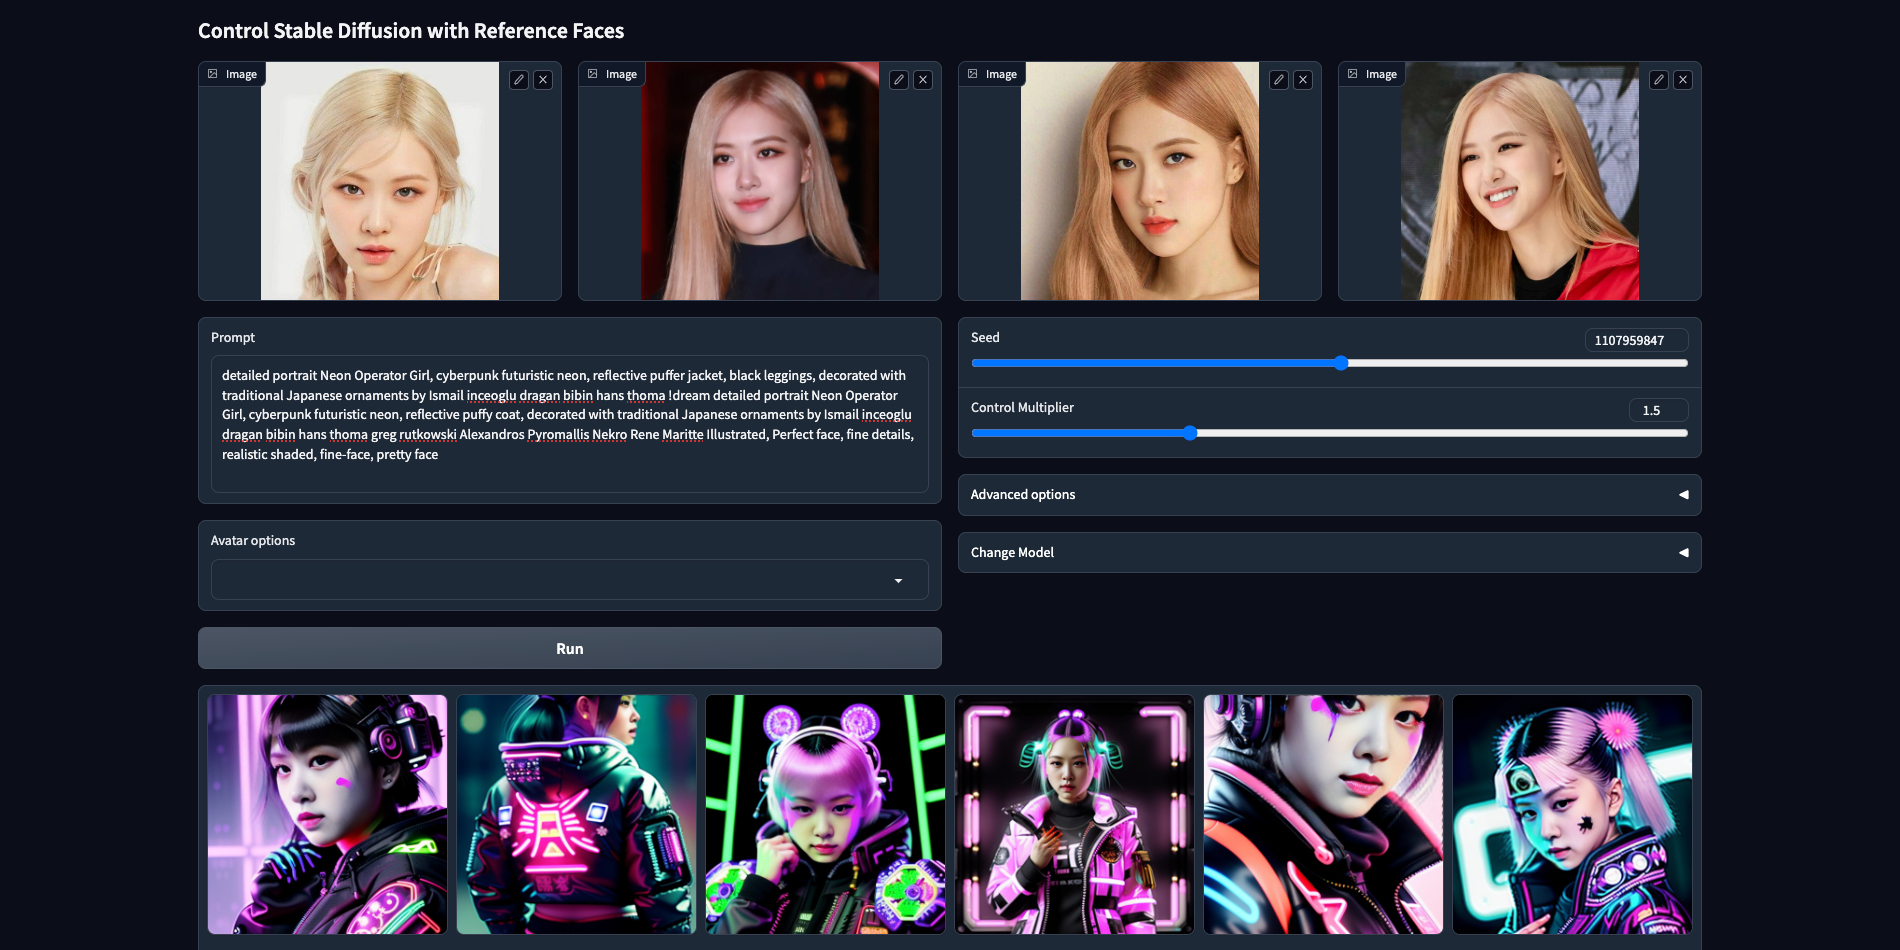 Control Stable Diffusion with Reference Faces
Image
Image
Image
Image
Prompt
detailed portrait Neon Operator Girl, cyberpunk futuristic neon, reflective puffer jacket, black leggings, decorated with
traditional Japanese ornaments by Ismail inceoglu dragan bibin hans thoma !dream detailed portrait Neon Operator
Girl, cyberpunk futuristic neon, reflective puffy coat, decorated with traditional Japanese ornaments by Ismail inceoglu
dragan bibin hans thoma greg rutkowski Alexandros Pyromallis Nekro Rene Maritte Illustrated, Perfect face, fine details,
realistic shaded, fine-face, pretty face
Seed
1107959847
Control Multiplier
1.5
Advanced options
Change Model
Avatar options
Run